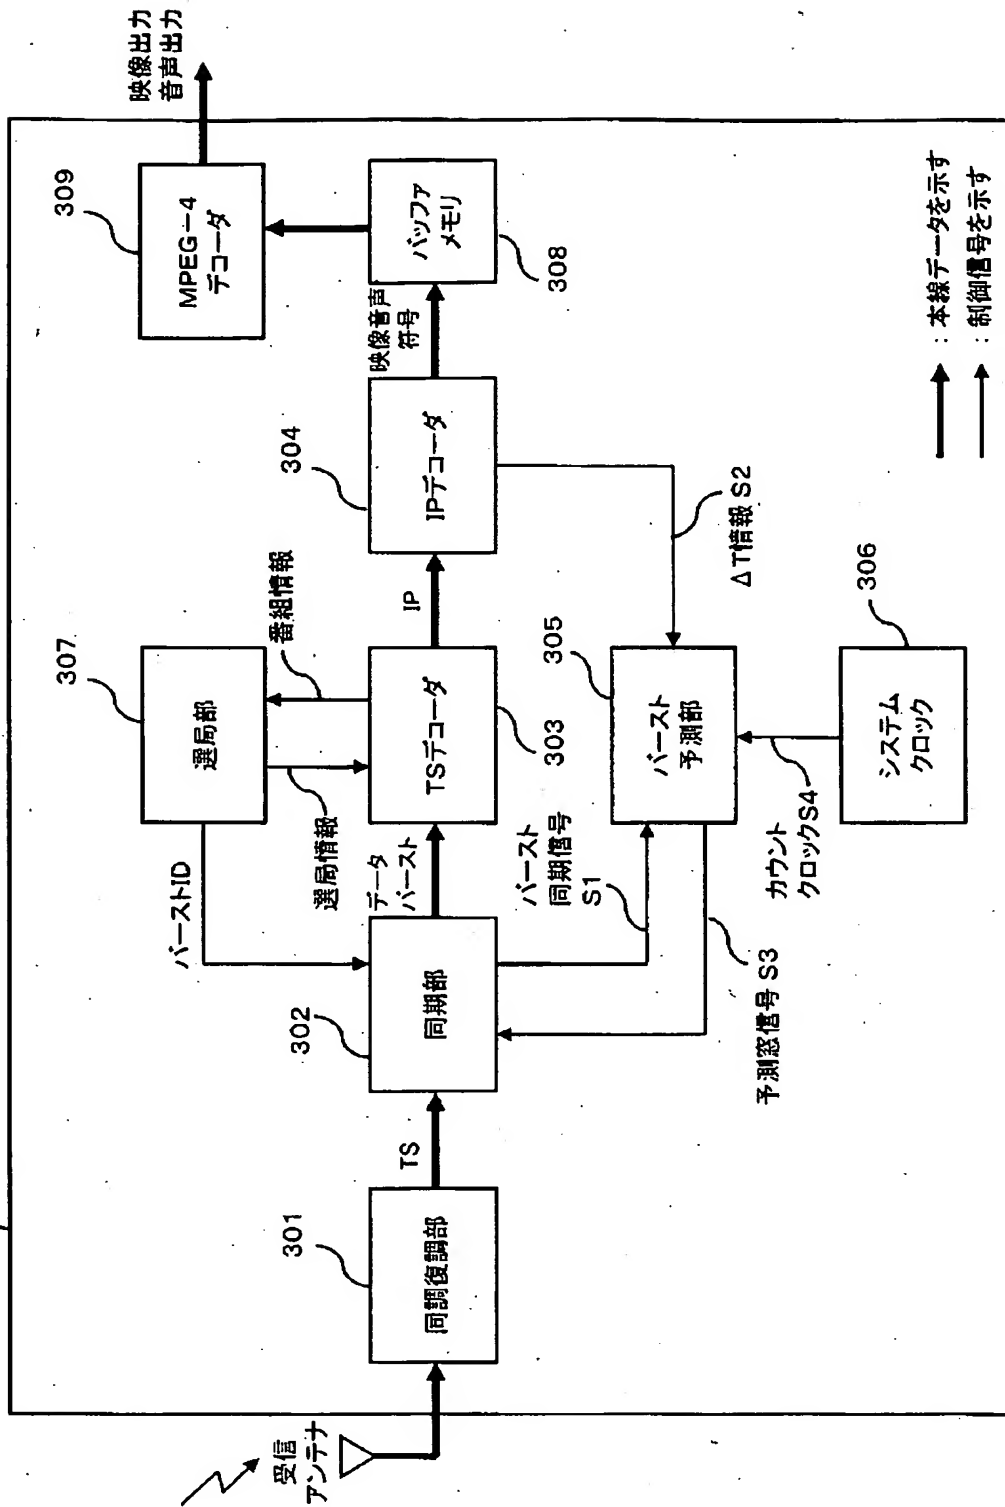 受信
アンテナ
301
同調復調部
TS
302
同期部
バーストID
データ
バースト
307
選局部
選局情報
番組情報
TSデコーダ
303
IP
304
IPデコーダ
映像音声
符号
バッファ
メモリ
308
309
MPEG-4
デコーダ
映像出力
音声出力
バースト
同期信号
S1
予測窓信号 S3
305
バースト
予測部
ΔT情報 S2
カウント
クロックS4
306
システム
クロック
:本線データを示す
:制御信号を示す